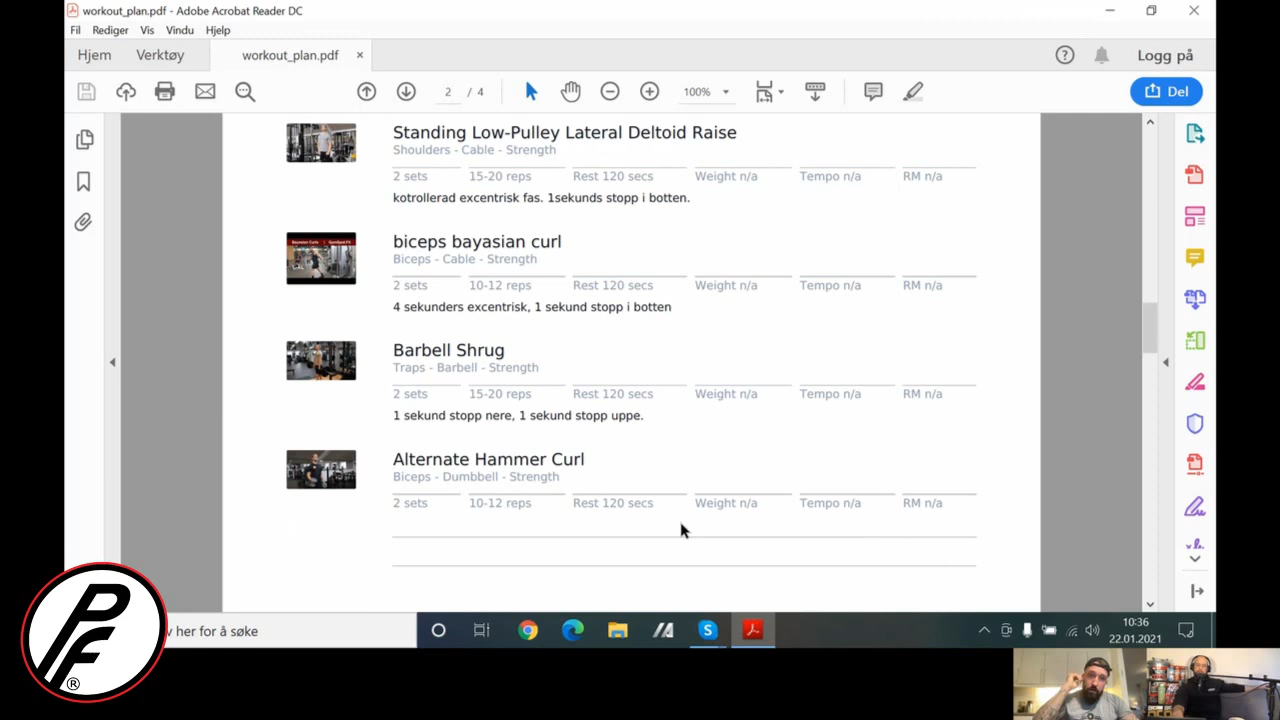 workout_plan.pdf - Adobe Acrobat Reader DC
Fil Rediger Vis Vindu Hjelp
Hjem Verktøy workout_plan.pdf × Logg på
2 / 4 100% Del
Standing Low-Pulley Lateral Deltoid Raise
Shoulders - Cable - Strength
2 sets 15-20 reps Rest 120 secs Weight n/a Tempo n/a RM n/a
kotrollerad excentrisk fas. 1sekunds stopp i botten.
biceps bayasian curl
Biceps - Cable - Strength
2 sets 10-12 reps Rest 120 secs Weight n/a Tempo n/a RM n/a
4 sekunders excentrisk, 1 sekund stopp i botten
Barbell Shrug
Traps - Barbell - Strength
2 sets 15-20 reps Rest 120 secs Weight n/a Tempo n/a RM n/a
1 sekund stopp nere, 1 sekund stopp uppe.
Alternate Hammer Curl
Biceps - Dumbbell - Strength
2 sets 10-12 reps Rest 120 secs Weight n/a Tempo n/a RM n/a
PF
®
v her for å søke
10:36
22.01.2021